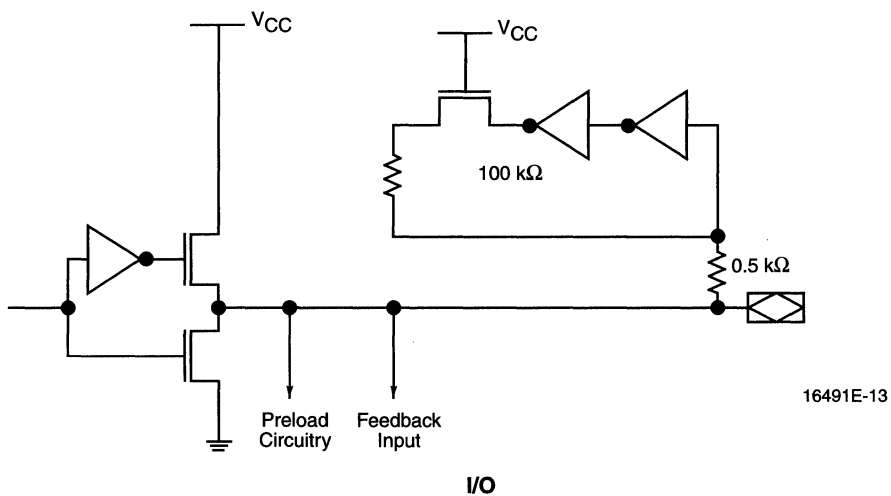 VCC
VCC
100 kΩ
0.5 kΩ
Preload
Circuitry
Feedback
Input
16491E-13
I/O